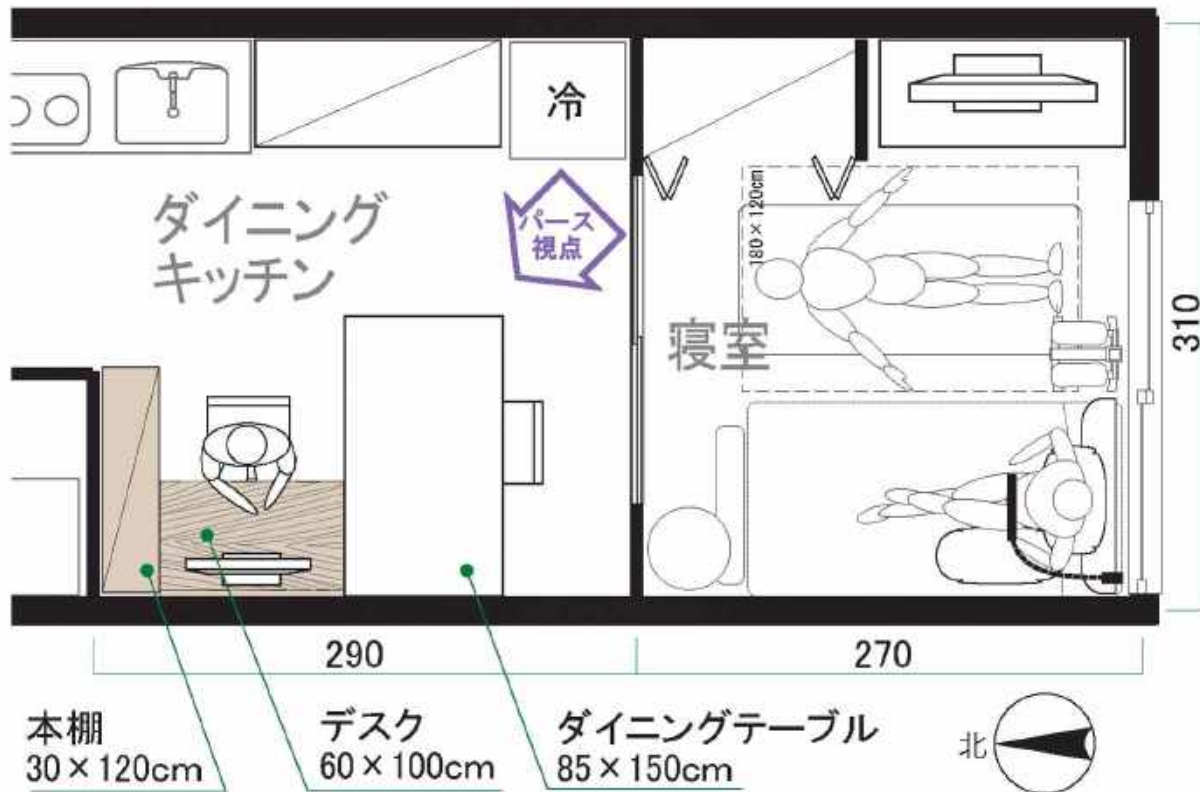 冷
ダイニング
キッチン
パース
視点
180×120cm
寝室
310
290
270
本棚
30×120cm
デスク
60×100cm
ダイニングテーブル
85×150cm
北